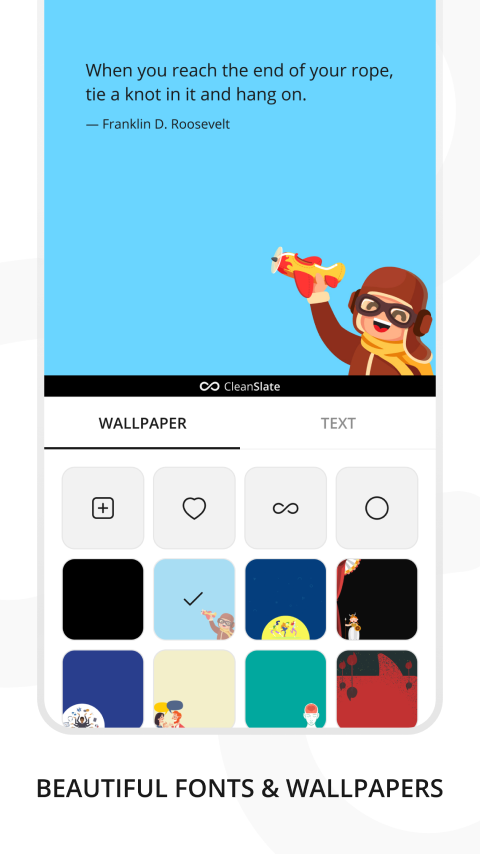 When you reach the end of your rope,
tie a knot in it and hang on.
— Franklin D. Roosevelt
CleanSlate
WALLPAPER TEXT
BEAUTIFUL FONTS & WALLPAPERS